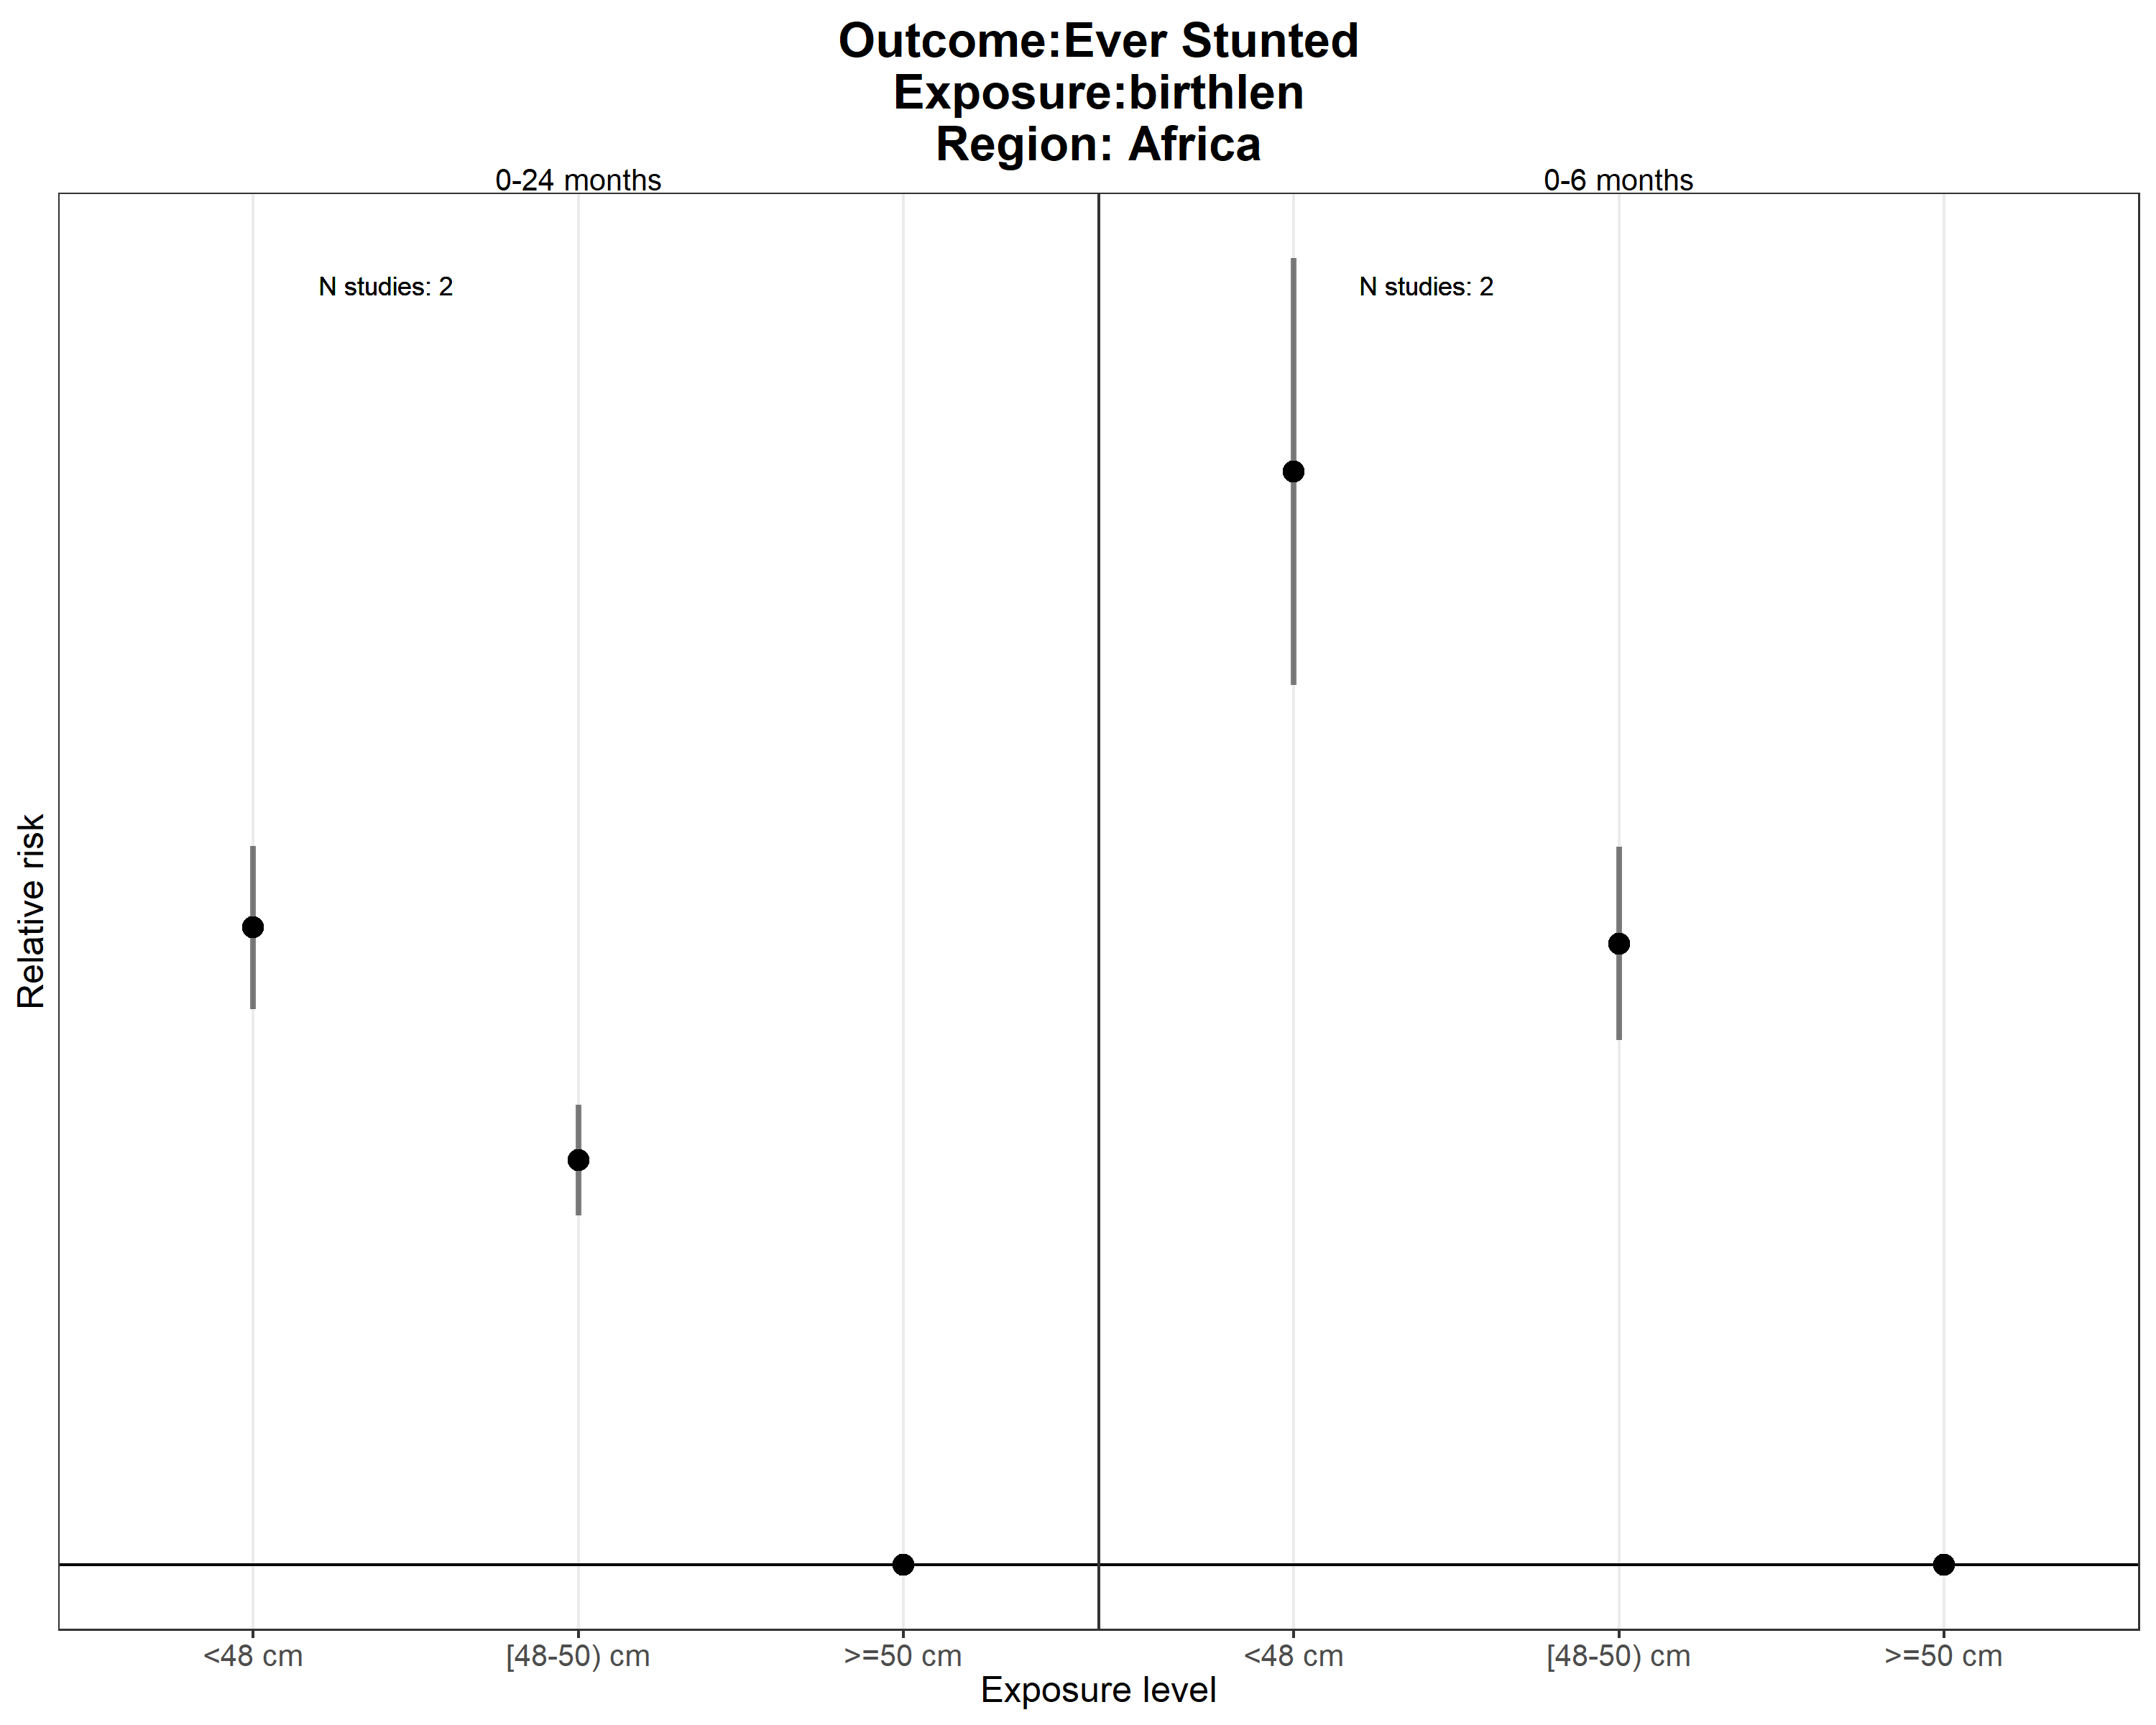 Outcome:Ever Stunted
Exposure:birthlen
Region: Africa
0-24 months
0-6 months
N studies: 2
N studies: 2
Relative risk
<48 cm
[48-50) cm
>=50 cm
<48 cm
[48-50) cm
>=50 cm
Exposure level